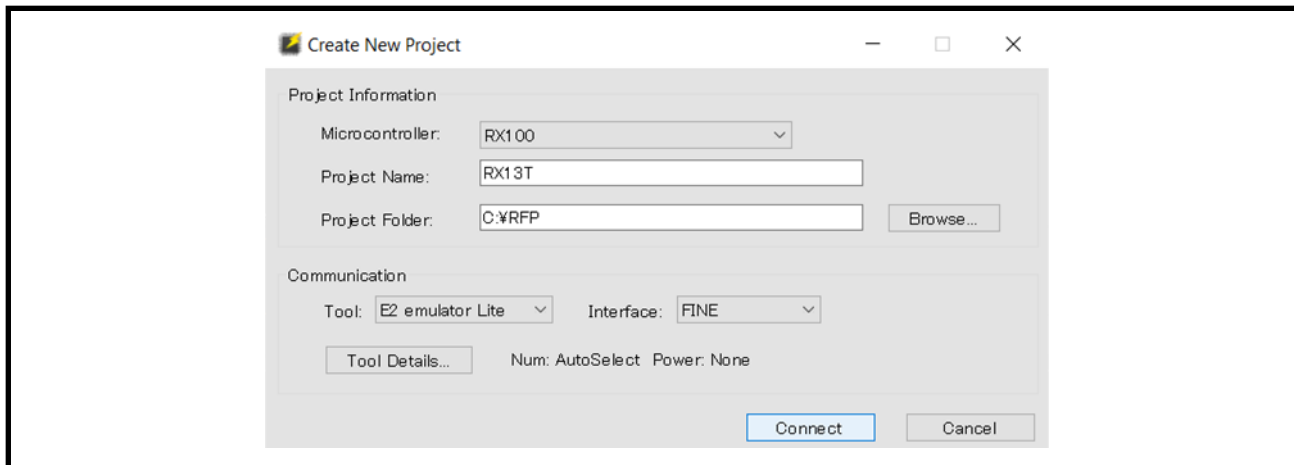 Create New Project
Project Information
Microcontroller: RX100
Project Name: RX13T
Project Folder: C:¥RFP Browse...
Communication
Tool: E2 emulator Lite Interface: FINE
Tool Details... Num: AutoSelect Power: None
Connect Cancel